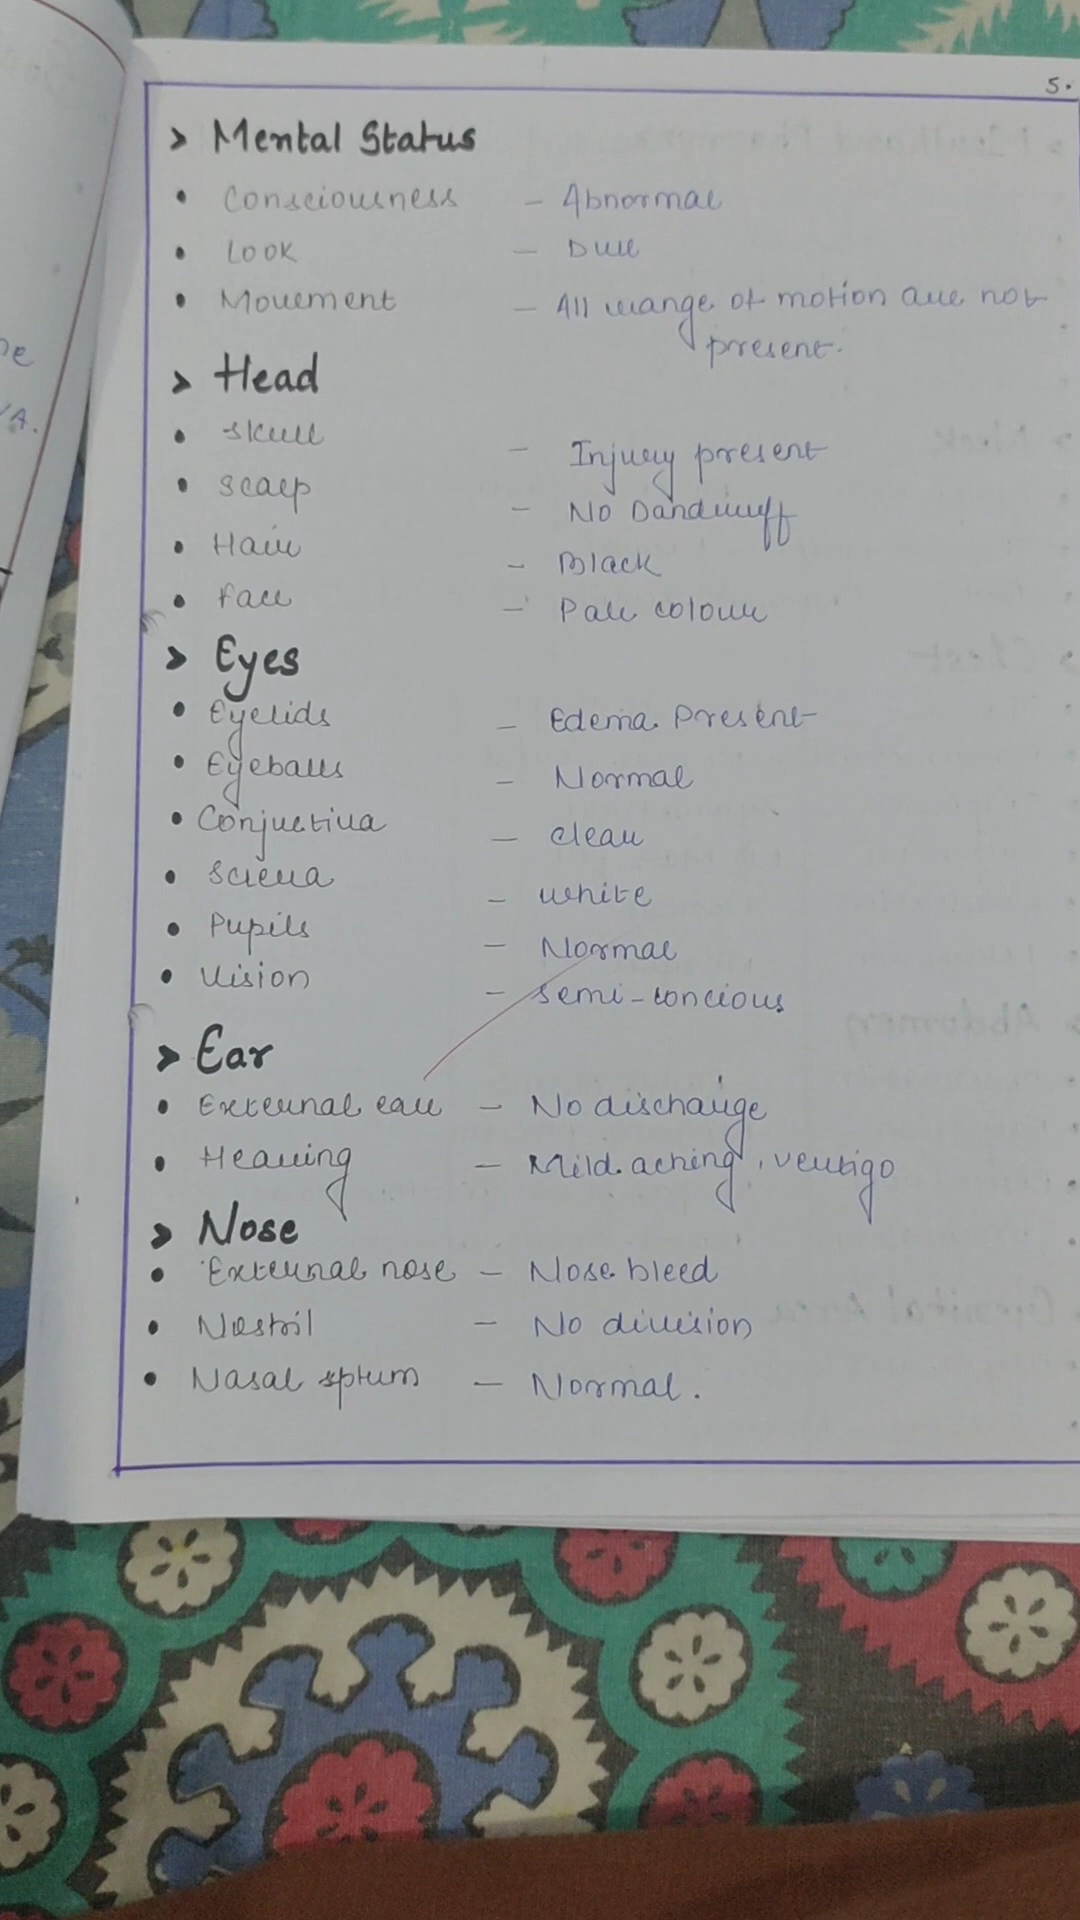 5.
> Mental Status
• Consciousness – Abnormal
• Look – Dull
• Movement – All range of motion are not
present.
> Head
• Skull – Injury present
• Scalp – No Dandruff
• Hair – Black
• Face – Pale colour
> Eyes
• Eyelids – Edema Present
• Eyeballs – Normal
• Conjuctiva – clear
• Sclera – white
• Pupils – Normal
• Vision – semi-concious
> Ear
• External ear – No discharge
• Hearing – Mild aching, vertigo
> Nose
• External nose – Nose bleed
• Nostril – No division
• Nasal sptum – Normal.